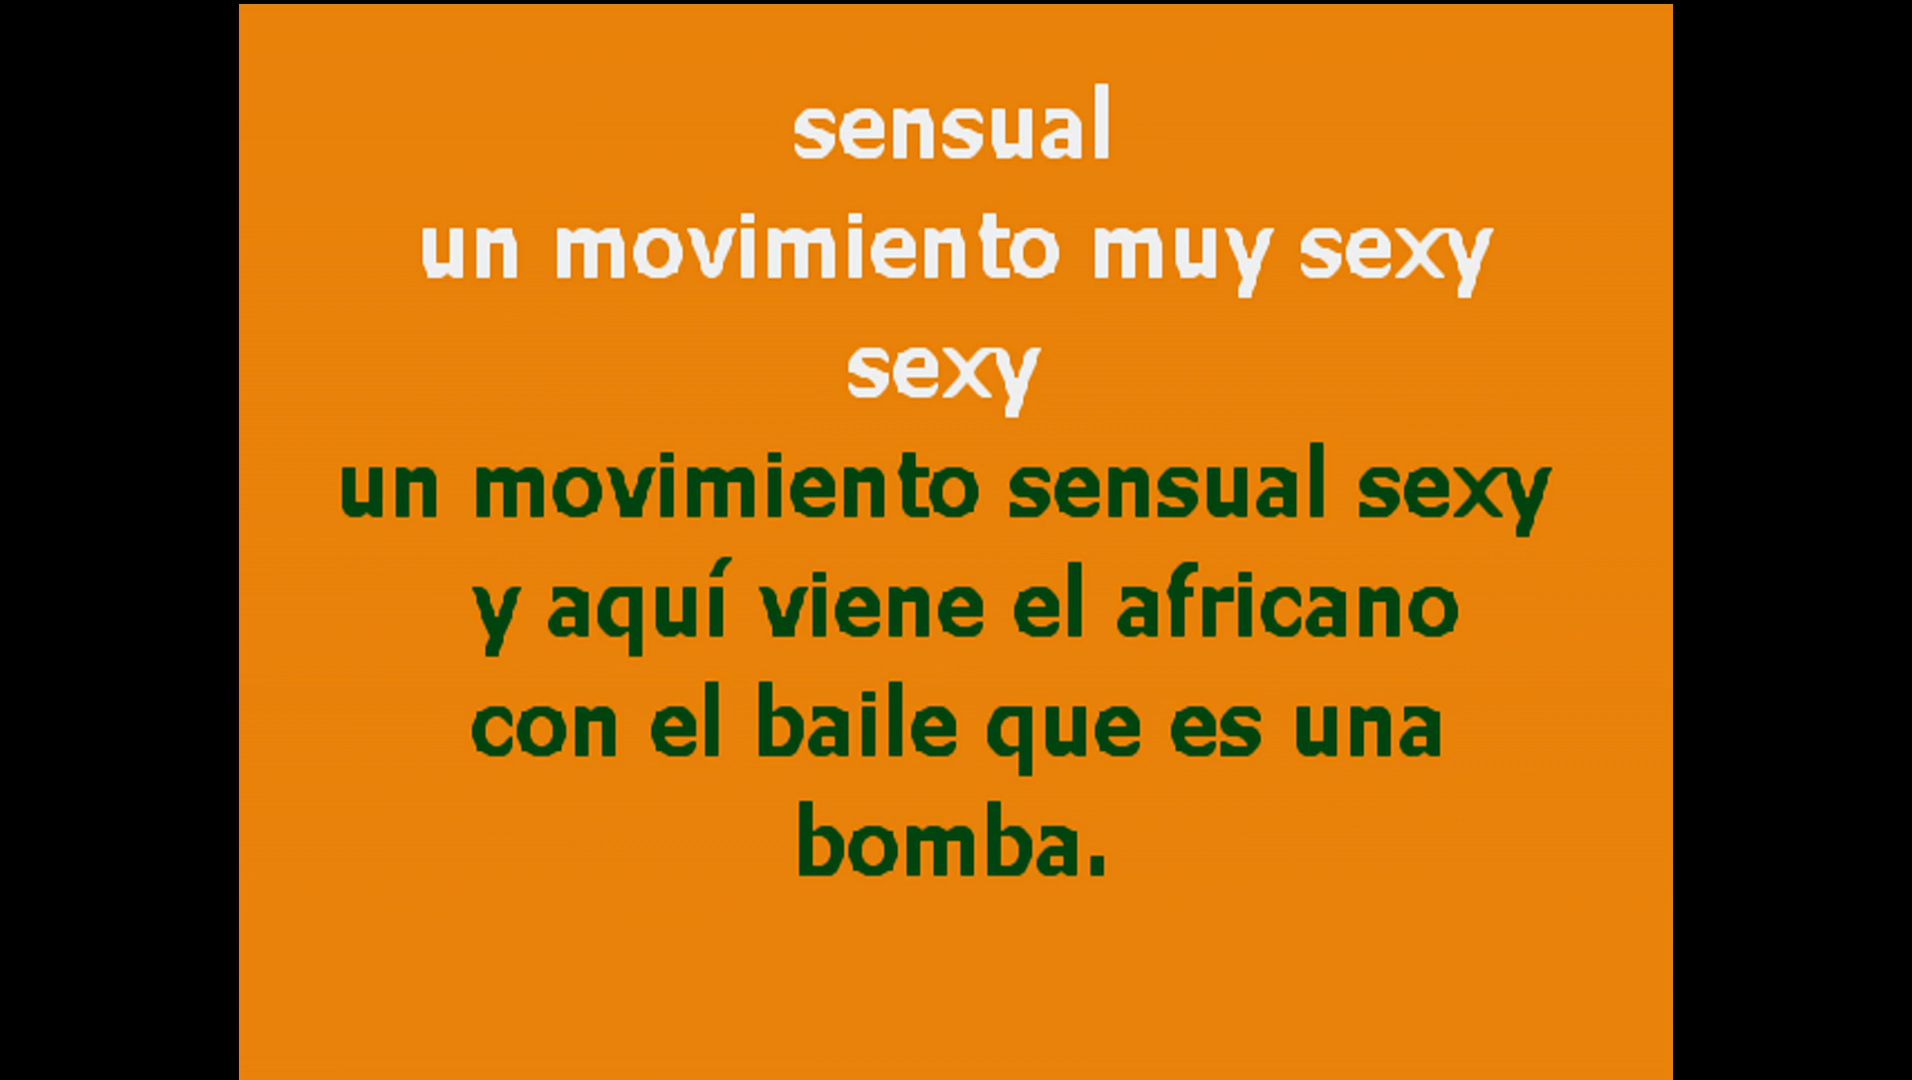 sensual
un movimiento muy sexy
sexy
un movimiento sensual sexy
y aquí viene el africano
con el baile que es una
bomba.